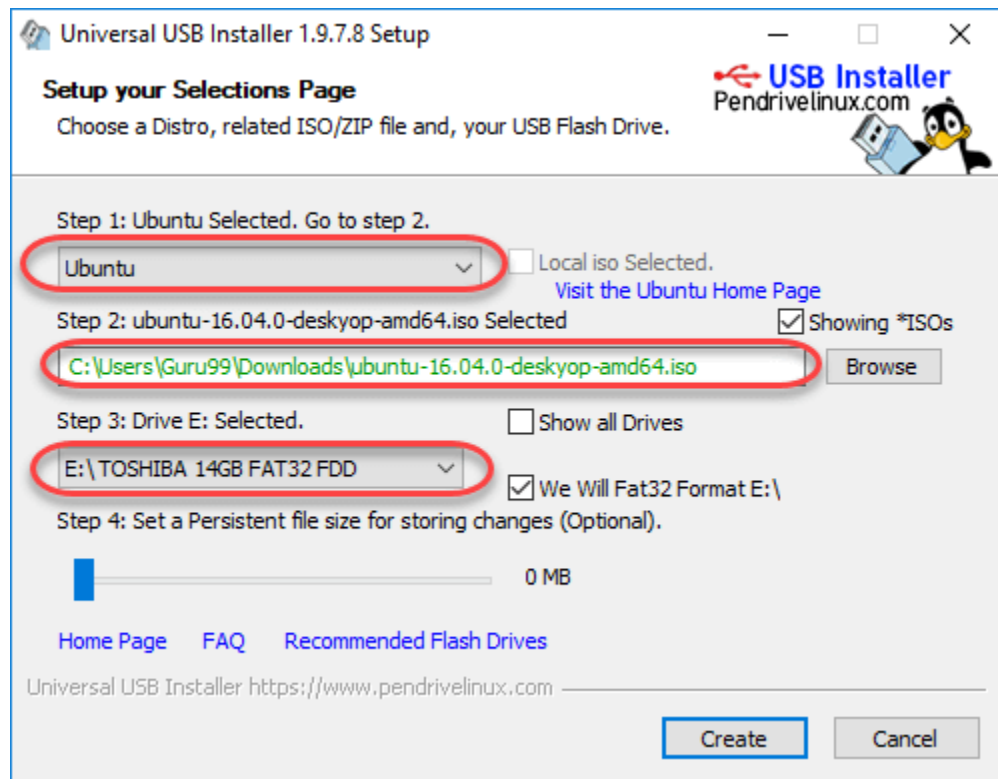 Universal USB Installer 1.9.7.8 Setup
USB Installer
Pendrivelinux.com
Setup your Selections Page
Choose a Distro, related ISO/ZIP file and, your USB Flash Drive.
Step 1: Ubuntu Selected. Go to step 2.
Ubuntu
Local iso Selected.
Visit the Ubuntu Home Page
Step 2: ubuntu-16.04.0-deskyop-amd64.iso Selected
Showing *ISOs
C:\Users\Guru99\Downloads\ubuntu-16.04.0-deskyop-amd64.iso
Browse
Step 3: Drive E: Selected.
Show all Drives
E:\ TOSHIBA 14GB FAT32 FDD
We Will Fat32 Format E:\
Step 4: Set a Persistent file size for storing changes (Optional).
0 MB
Home Page FAQ Recommended Flash Drives
Universal USB Installer https://www.pendrivelinux.com
Create Cancel